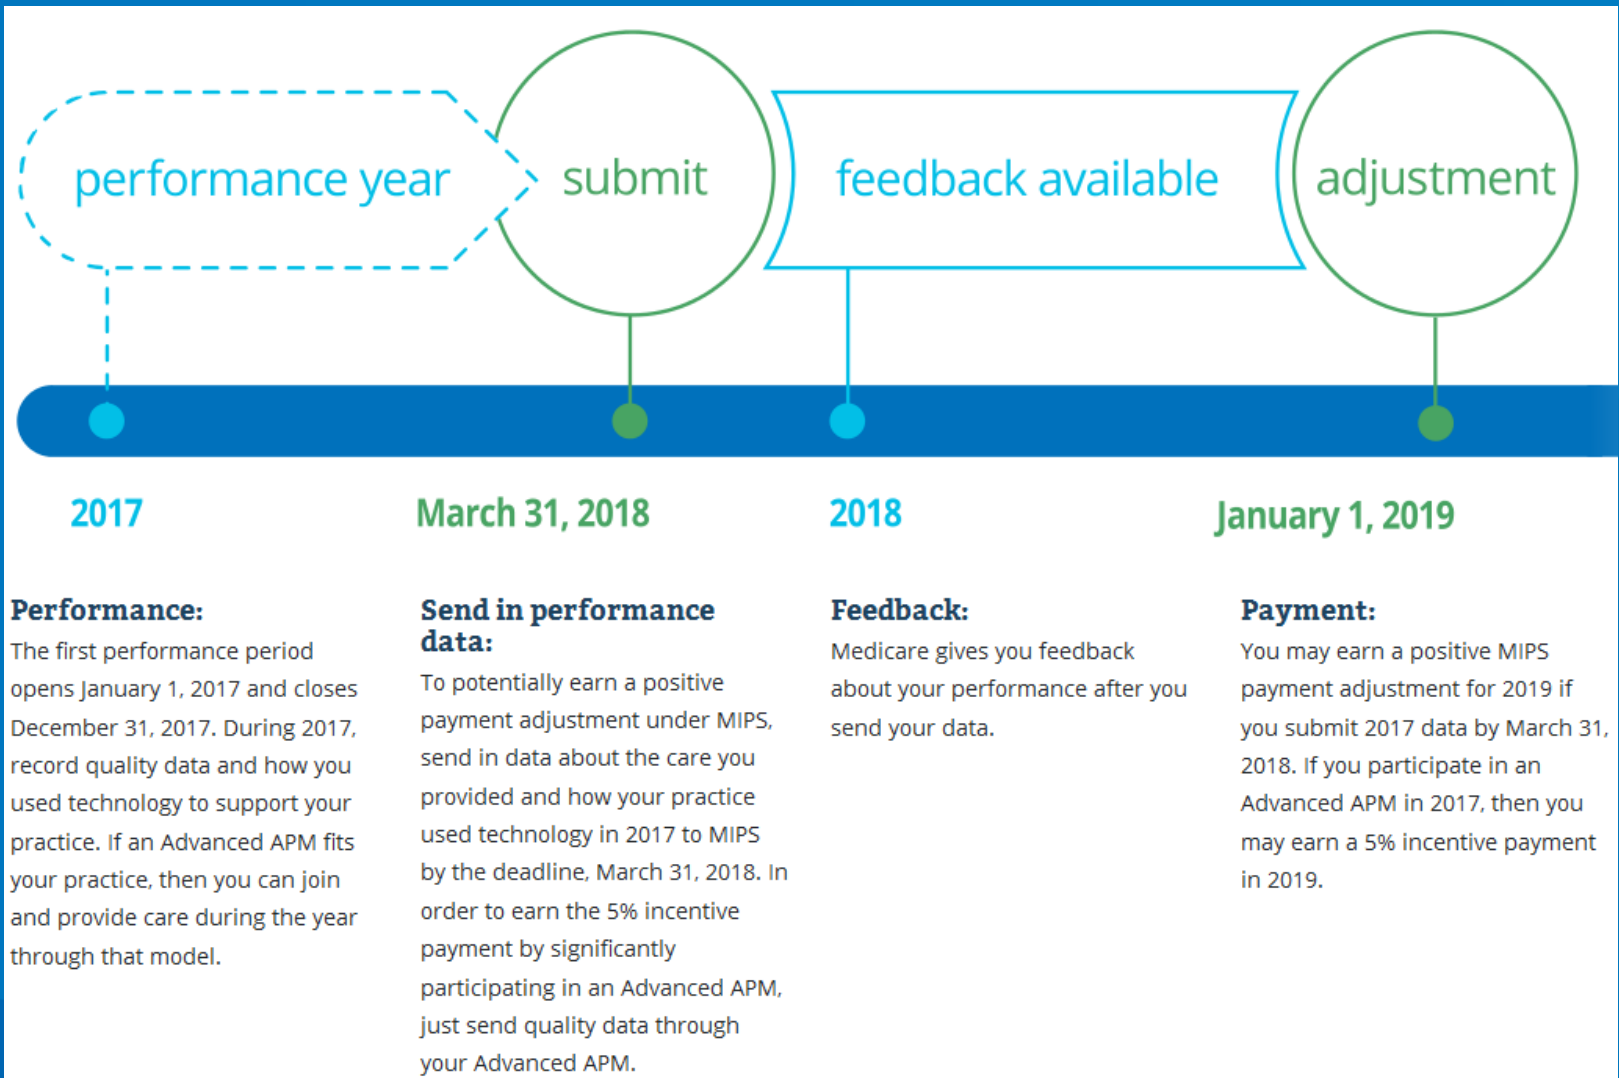 performance year
submit
feedback available
adjustment
2017
March 31, 2018
2018
January 1, 2019
Performance:
The first performance period
opens January 1, 2017 and closes
December 31, 2017. During 2017,
record quality data and how you
used technology to support your
practice. If an Advanced APM fits
your practice, then you can join
and provide care during the year
through that model.
Send in performance
data:
To potentially earn a positive
payment adjustment under MIPS,
send in data about the care you
provided and how your practice
used technology in 2017 to MIPS
by the deadline, March 31, 2018. In
order to earn the 5% incentive
payment by significantly
participating in an Advanced APM,
just send quality data through
your Advanced APM.
Feedback:
Medicare gives you feedback
about your performance after you
send your data.
Payment:
You may earn a positive MIPS
payment adjustment for 2019 if
you submit 2017 data by March 31,
2018. If you participate in an
Advanced APM in 2017, then you
may earn a 5% incentive payment
in 2019.